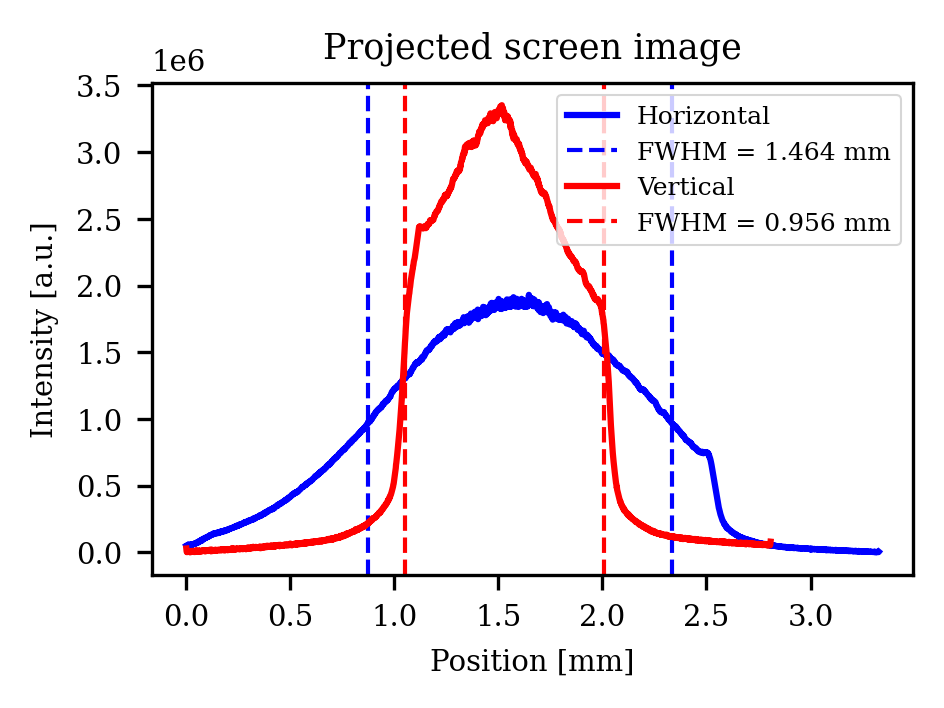 Projected screen image
1e6
3.5
3.0
2.5
2.0
1.5
1.0
0.5
0.0
Intensity [a.u.]
Horizontal
FWHM = 1.464 mm
Vertical
FWHM = 0.956 mm
0.0 0.5 1.0 1.5 2.0 2.5 3.0
Position [mm]